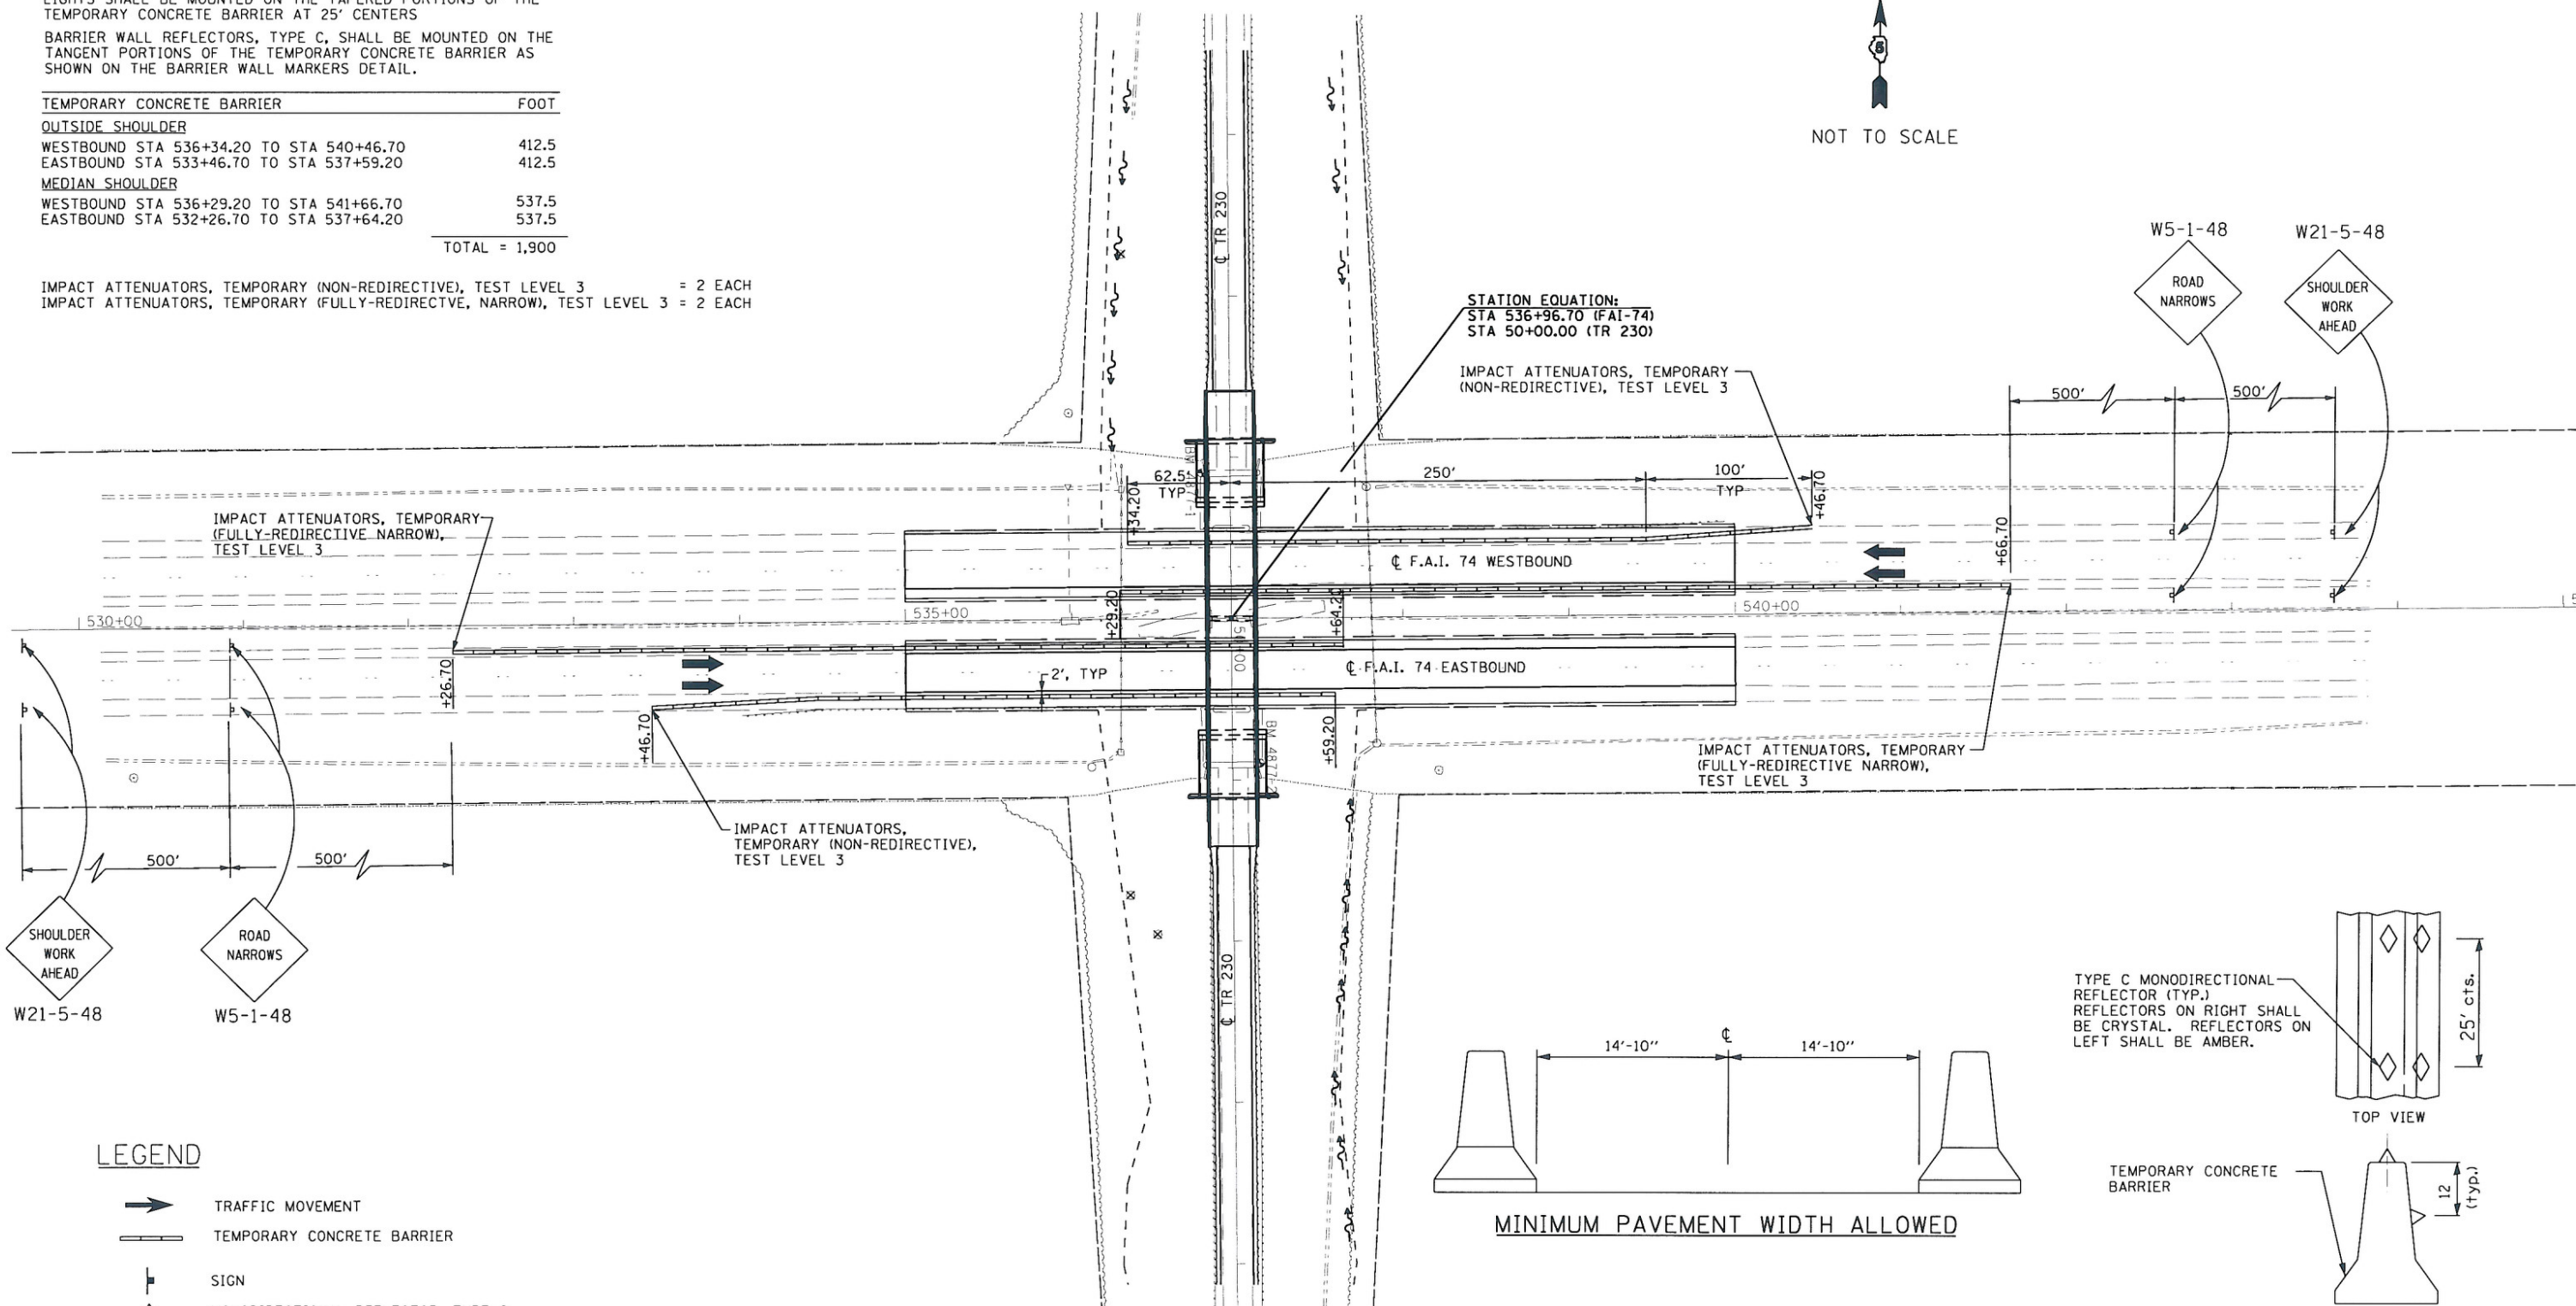 LIGHTS SHALL BE MOUNTED ON THE TAPERED PORTIONS OF THE
TEMPORARY CONCRETE BARRIER AT 25' CENTERS
BARRIER WALL REFLECTORS, TYPE C, SHALL BE MOUNTED ON THE
TANGENT PORTIONS OF THE TEMPORARY CONCRETE BARRIER AS
SHOWN ON THE BARRIER WALL MARKERS DETAIL.
TEMPORARY CONCRETE BARRIER FOOT
OUTSIDE SHOULDER
WESTBOUND STA 536+34.20 TO STA 540+46.70 412.5
EASTBOUND STA 533+46.70 TO STA 537+59.20 412.5
MEDIAN SHOULDER
WESTBOUND STA 536+29.20 TO STA 541+66.70 537.5
EASTBOUND STA 532+26.70 TO STA 537+64.20 537.5
TOTAL = 1,900
IMPACT ATTENUATORS, TEMPORARY (NON-REDIRECTIVE), TEST LEVEL 3 = 2 EACH
IMPACT ATTENUATORS, TEMPORARY (FULLY-REDIRECTVE, NARROW), TEST LEVEL 3 = 2 EACH
5
NOT TO SCALE
℄ TR 230
STATION EQUATION:
STA 536+96.70 (FAI-74)
STA 50+00.00 (TR 230)
IMPACT ATTENUATORS, TEMPORARY
(NON-REDIRECTIVE), TEST LEVEL 3
W5-1-48
ROAD
NARROWS
W21-5-48
SHOULDER
WORK
AHEAD
500'
500'
62.5'
TYP
250'
100'
TYP
+34.20
+46.70
+66.70
IMPACT ATTENUATORS, TEMPORARY
(FULLY-REDIRECTIVE NARROW),
TEST LEVEL 3
℄ F.A.I. 74 WESTBOUND
530+00
535+00
540+00
+29.20
+64.20
+26.70
2', TYP
℄ F.A.I. 74 EASTBOUND
+46.70
+59.20
IMPACT ATTENUATORS, TEMPORARY
(FULLY-REDIRECTIVE NARROW),
TEST LEVEL 3
IMPACT ATTENUATORS,
TEMPORARY (NON-REDIRECTIVE),
TEST LEVEL 3
500'
500'
SHOULDER
WORK
AHEAD
W21-5-48
ROAD
NARROWS
W5-1-48
℄ TR 230
TYPE C MONODIRECTIONAL
REFLECTOR (TYP.)
REFLECTORS ON RIGHT SHALL
BE CRYSTAL. REFLECTORS ON
LEFT SHALL BE AMBER.
25' cts.
TOP VIEW
℄
14'-10"
14'-10"
MINIMUM PAVEMENT WIDTH ALLOWED
TEMPORARY CONCRETE
BARRIER
12
(typ.)
LEGEND
TRAFFIC MOVEMENT
TEMPORARY CONCRETE BARRIER
SIGN